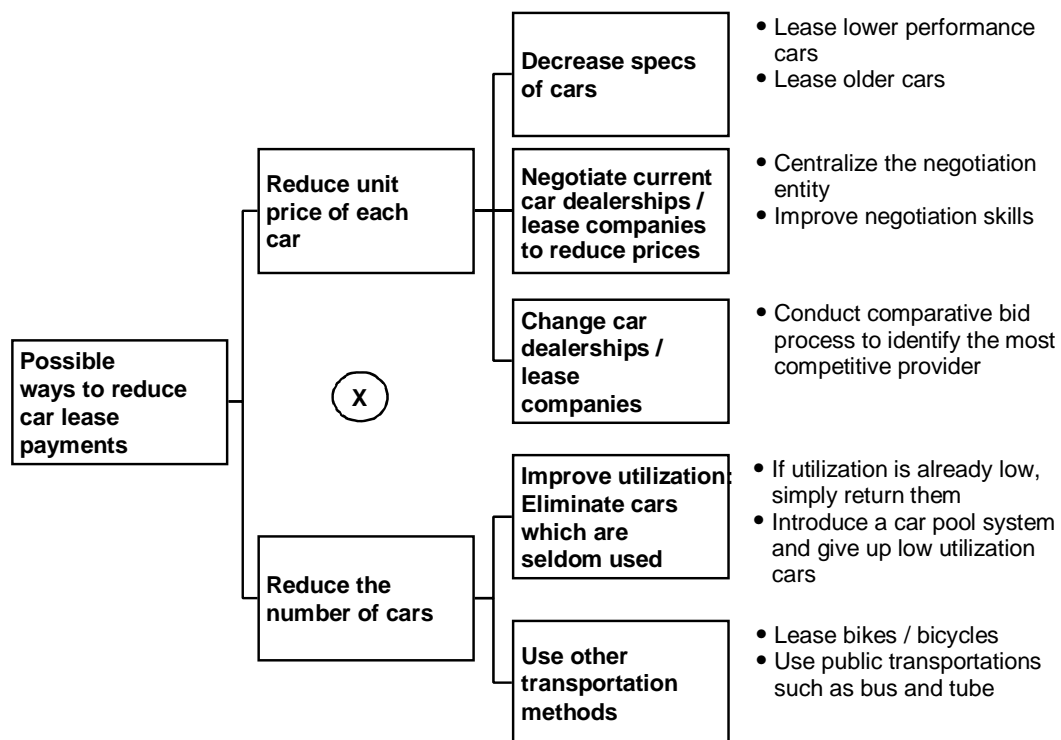 Possible
ways to reduce
car lease
payments
Reduce unit
price of each
car
X
Reduce the
number of cars
Decrease specs
of cars
• Lease lower performance
cars
• Lease older cars
Negotiate current
car dealerships /
lease companies
to reduce prices
• Centralize the negotiation
entity
• Improve negotiation skills
Change car
dealerships /
lease
companies
• Conduct comparative bid
process to identify the most
competitive provider
Improve utilization:
Eliminate cars
which are
seldom used
• If utilization is already low,
simply return them
• Introduce a car pool system
and give up low utilization
cars
Use other
transportation
methods
• Lease bikes / bicycles
• Use public transportations
such as bus and tube